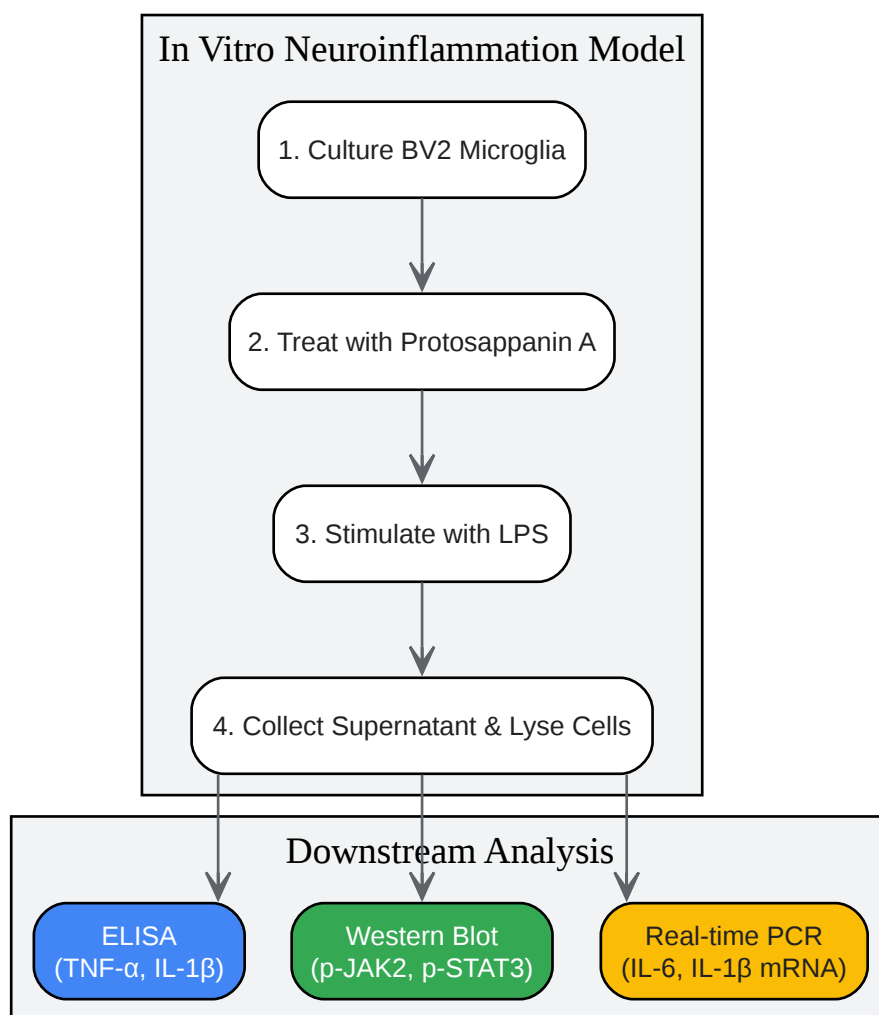 In Vitro Neuroinflammation Model
1. Culture BV2 Microglia
2. Treat with Protosappanin A
3. Stimulate with LPS
4. Collect Supernatant & Lyse Cells
Downstream Analysis
ELISA
(TNF-α, IL-1β)
Western Blot
(p-JAK2, p-STAT3)
Real-time PCR
(IL-6, IL-1β mRNA)